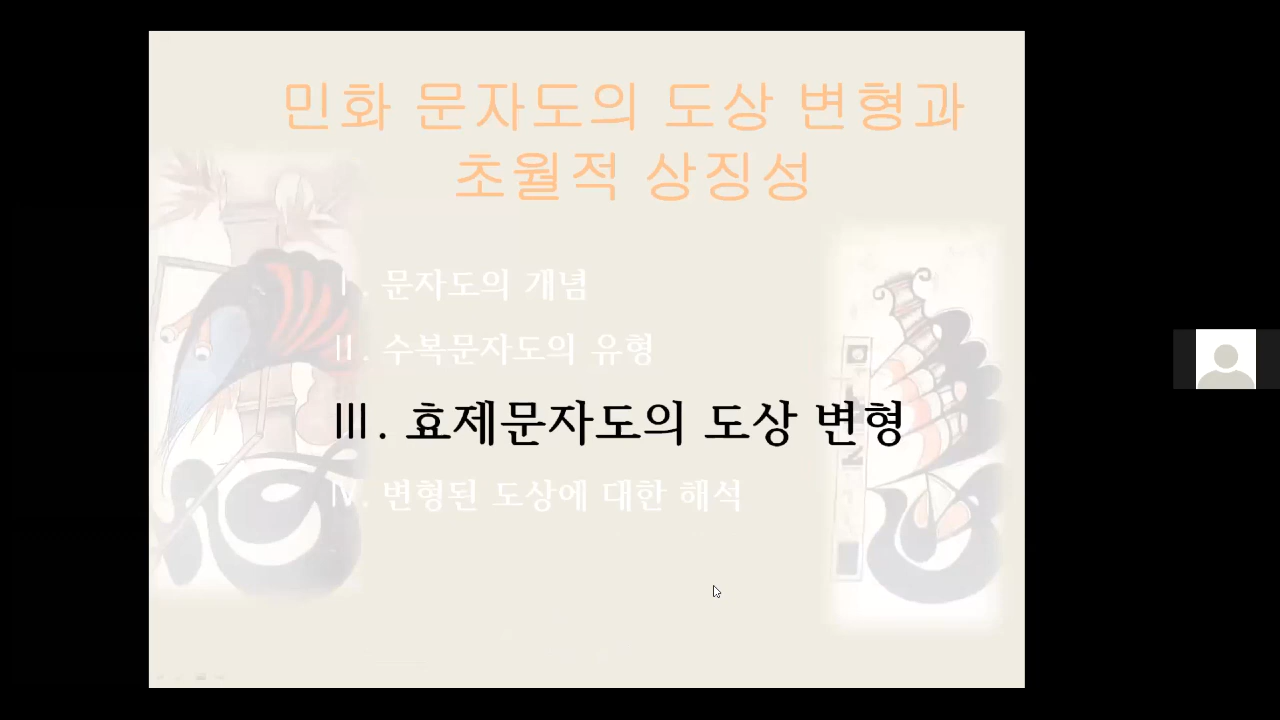 민화 문자도의 도상 변형과
초월적 상징성
Ⅰ. 문자도의 개념
Ⅱ. 수복문자도의 유형
Ⅲ. 효제문자도의 도상 변형
Ⅳ. 변형된 도상에 대한 해석